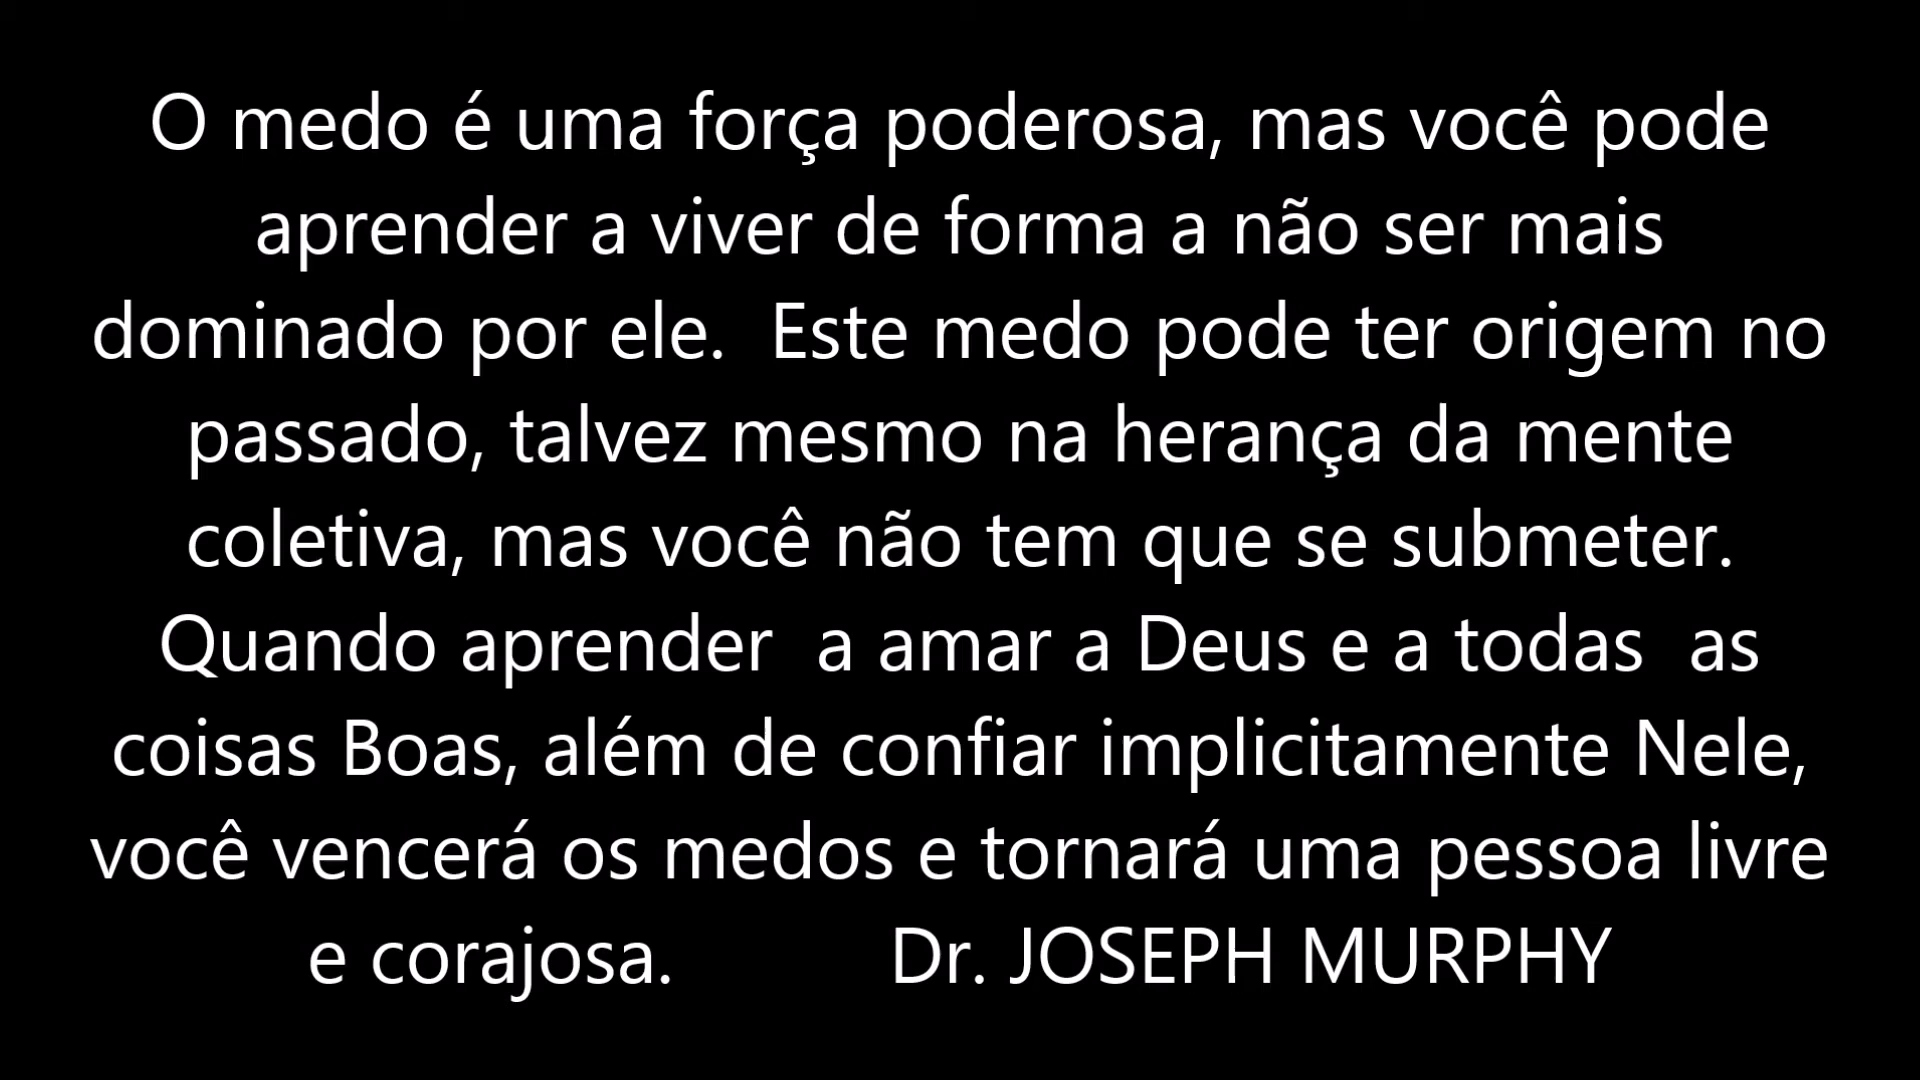 O medo é uma força poderosa, mas você pode
aprender a viver de forma a não ser mais
dominado por ele.  Este medo pode ter origem no
passado, talvez mesmo na herança da mente
coletiva, mas você não tem que se submeter.
Quando aprender  a amar a Deus e a todas  as
coisas Boas, além de confiar implicitamente Nele,
você vencerá os medos e tornará uma pessoa livre
e corajosa.          Dr. JOSEPH MURPHY